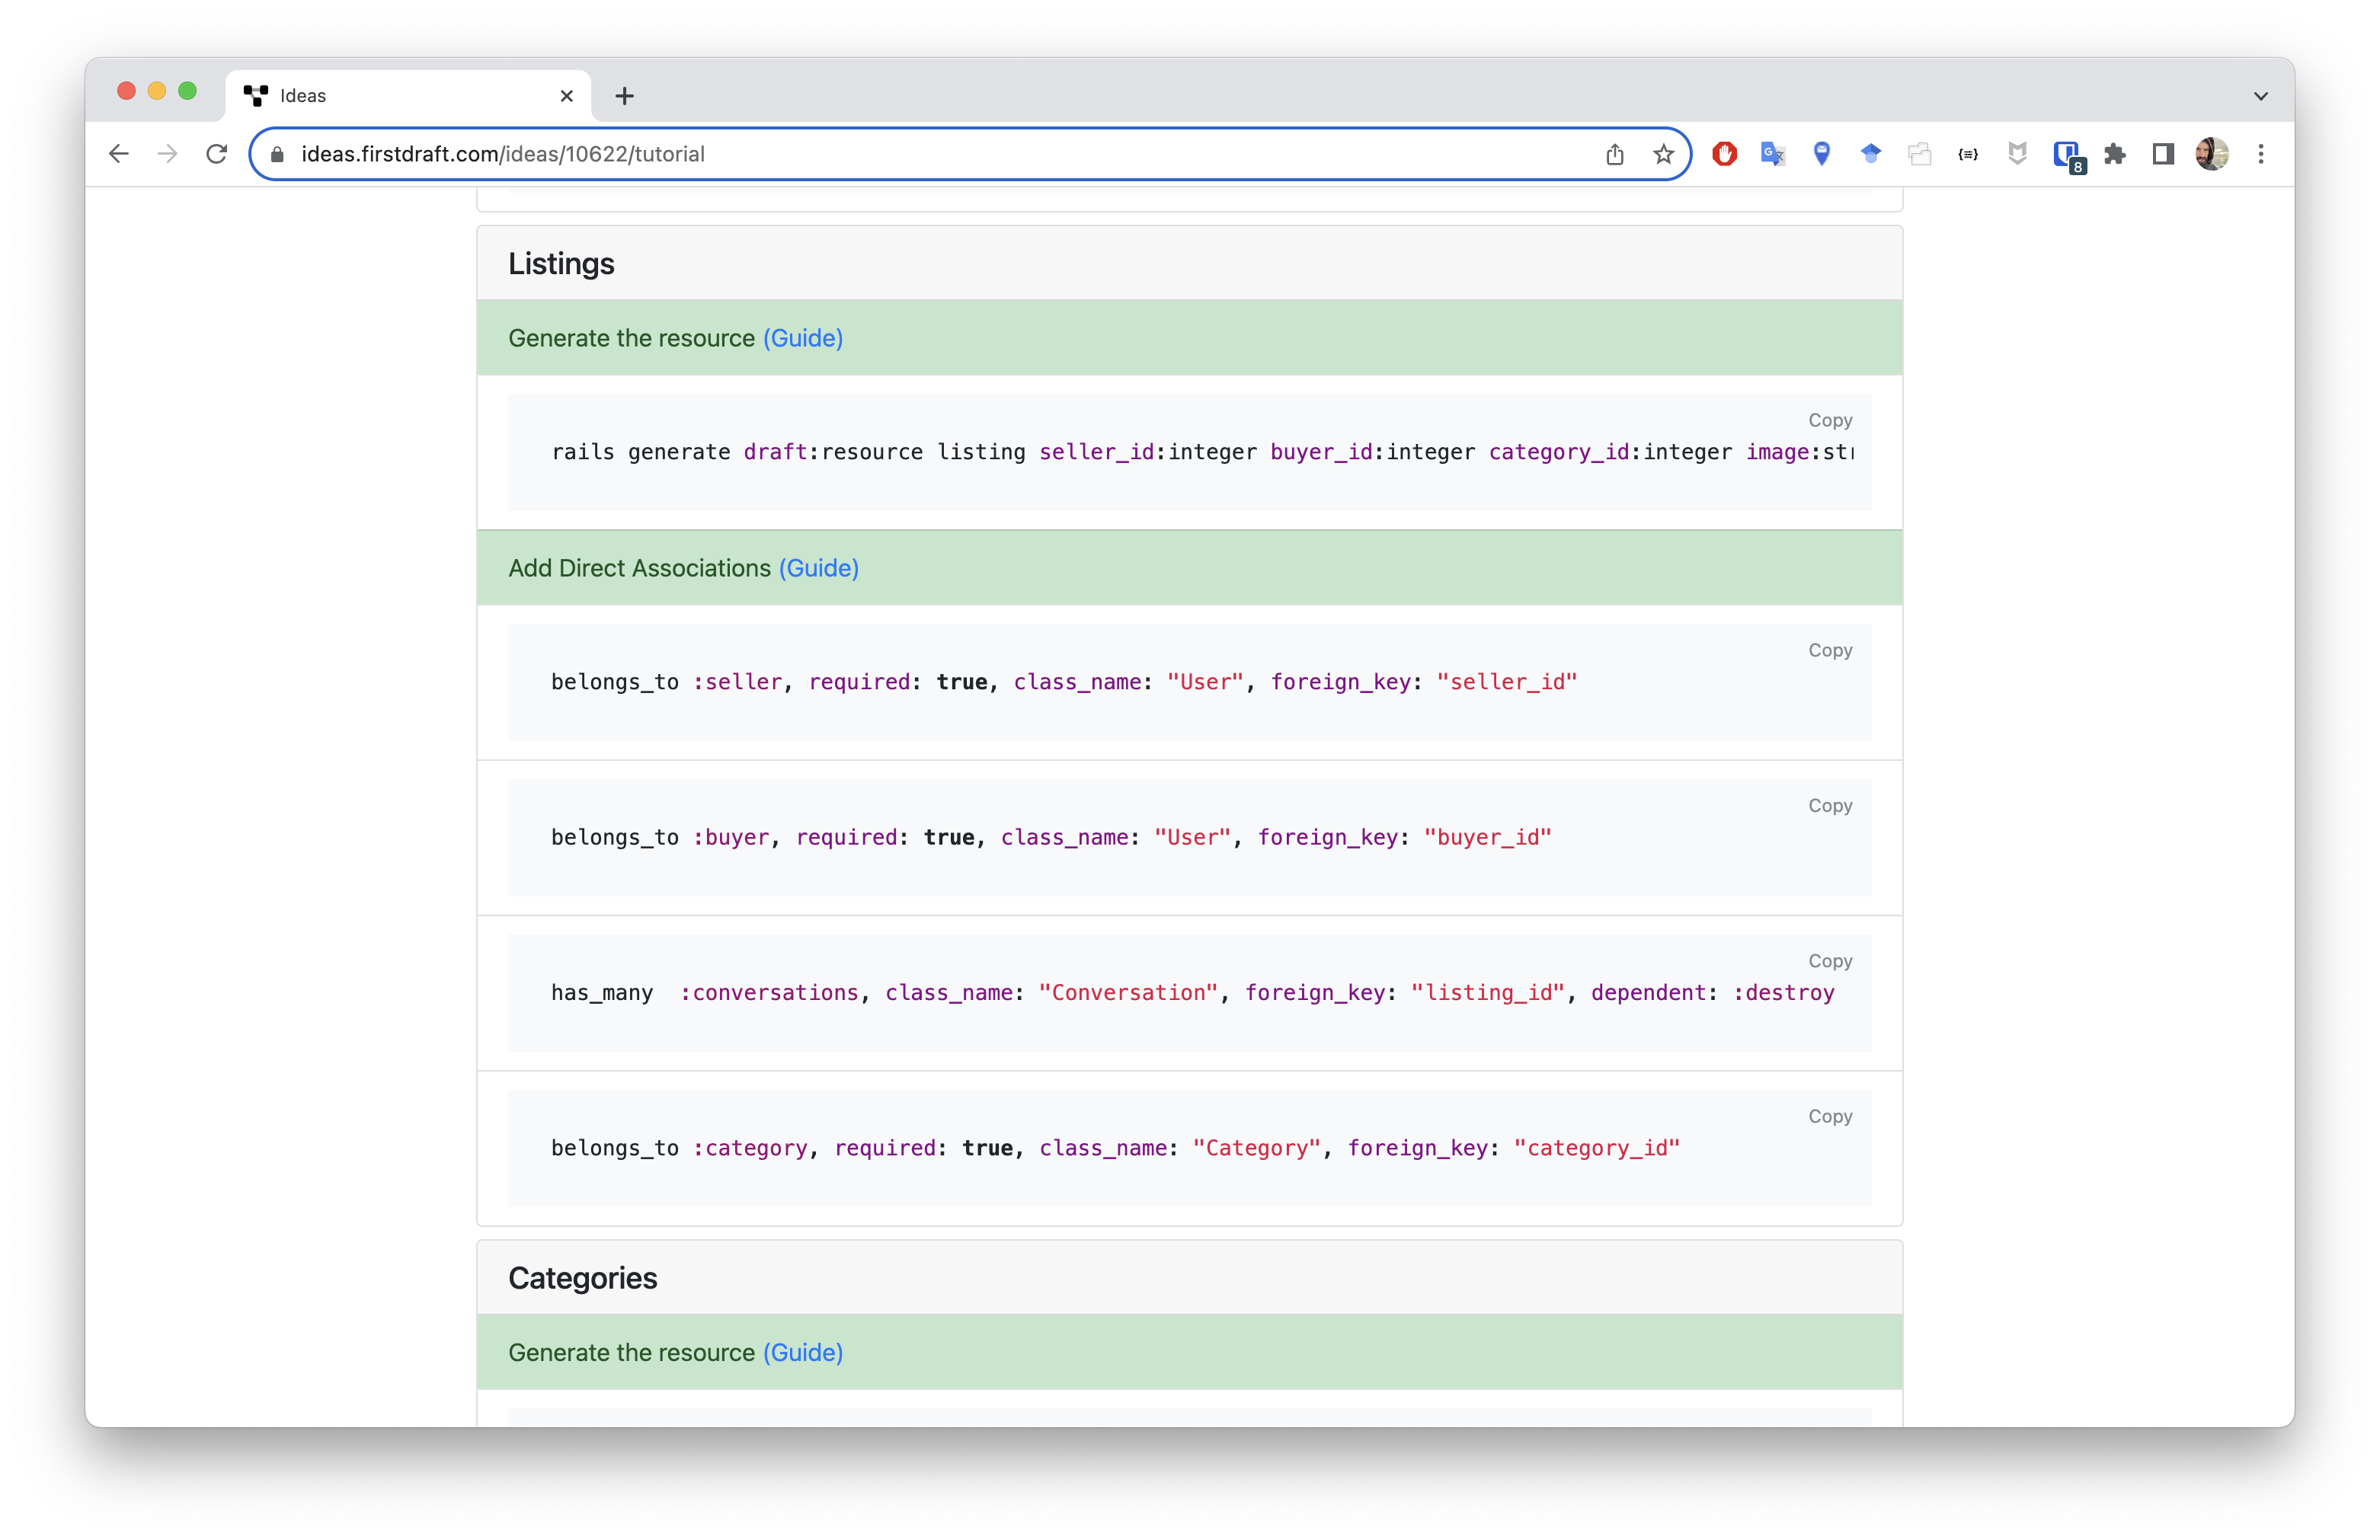 Ideas
ideas.firstdraft.com/ideas/10622/tutorial
8
Listings
Generate the resource (Guide)
Copy
rails generate draft:resource listing seller_id:integer buyer_id:integer category_id:integer image:str
Add Direct Associations (Guide)
Copy
belongs_to :seller, required: true, class_name: "User", foreign_key: "seller_id"
Copy
belongs_to :buyer, required: true, class_name: "User", foreign_key: "buyer_id"
Copy
has_many  :conversations, class_name: "Conversation", foreign_key: "listing_id", dependent: :destroy
Copy
belongs_to :category, required: true, class_name: "Category", foreign_key: "category_id"
Categories
Generate the resource (Guide)